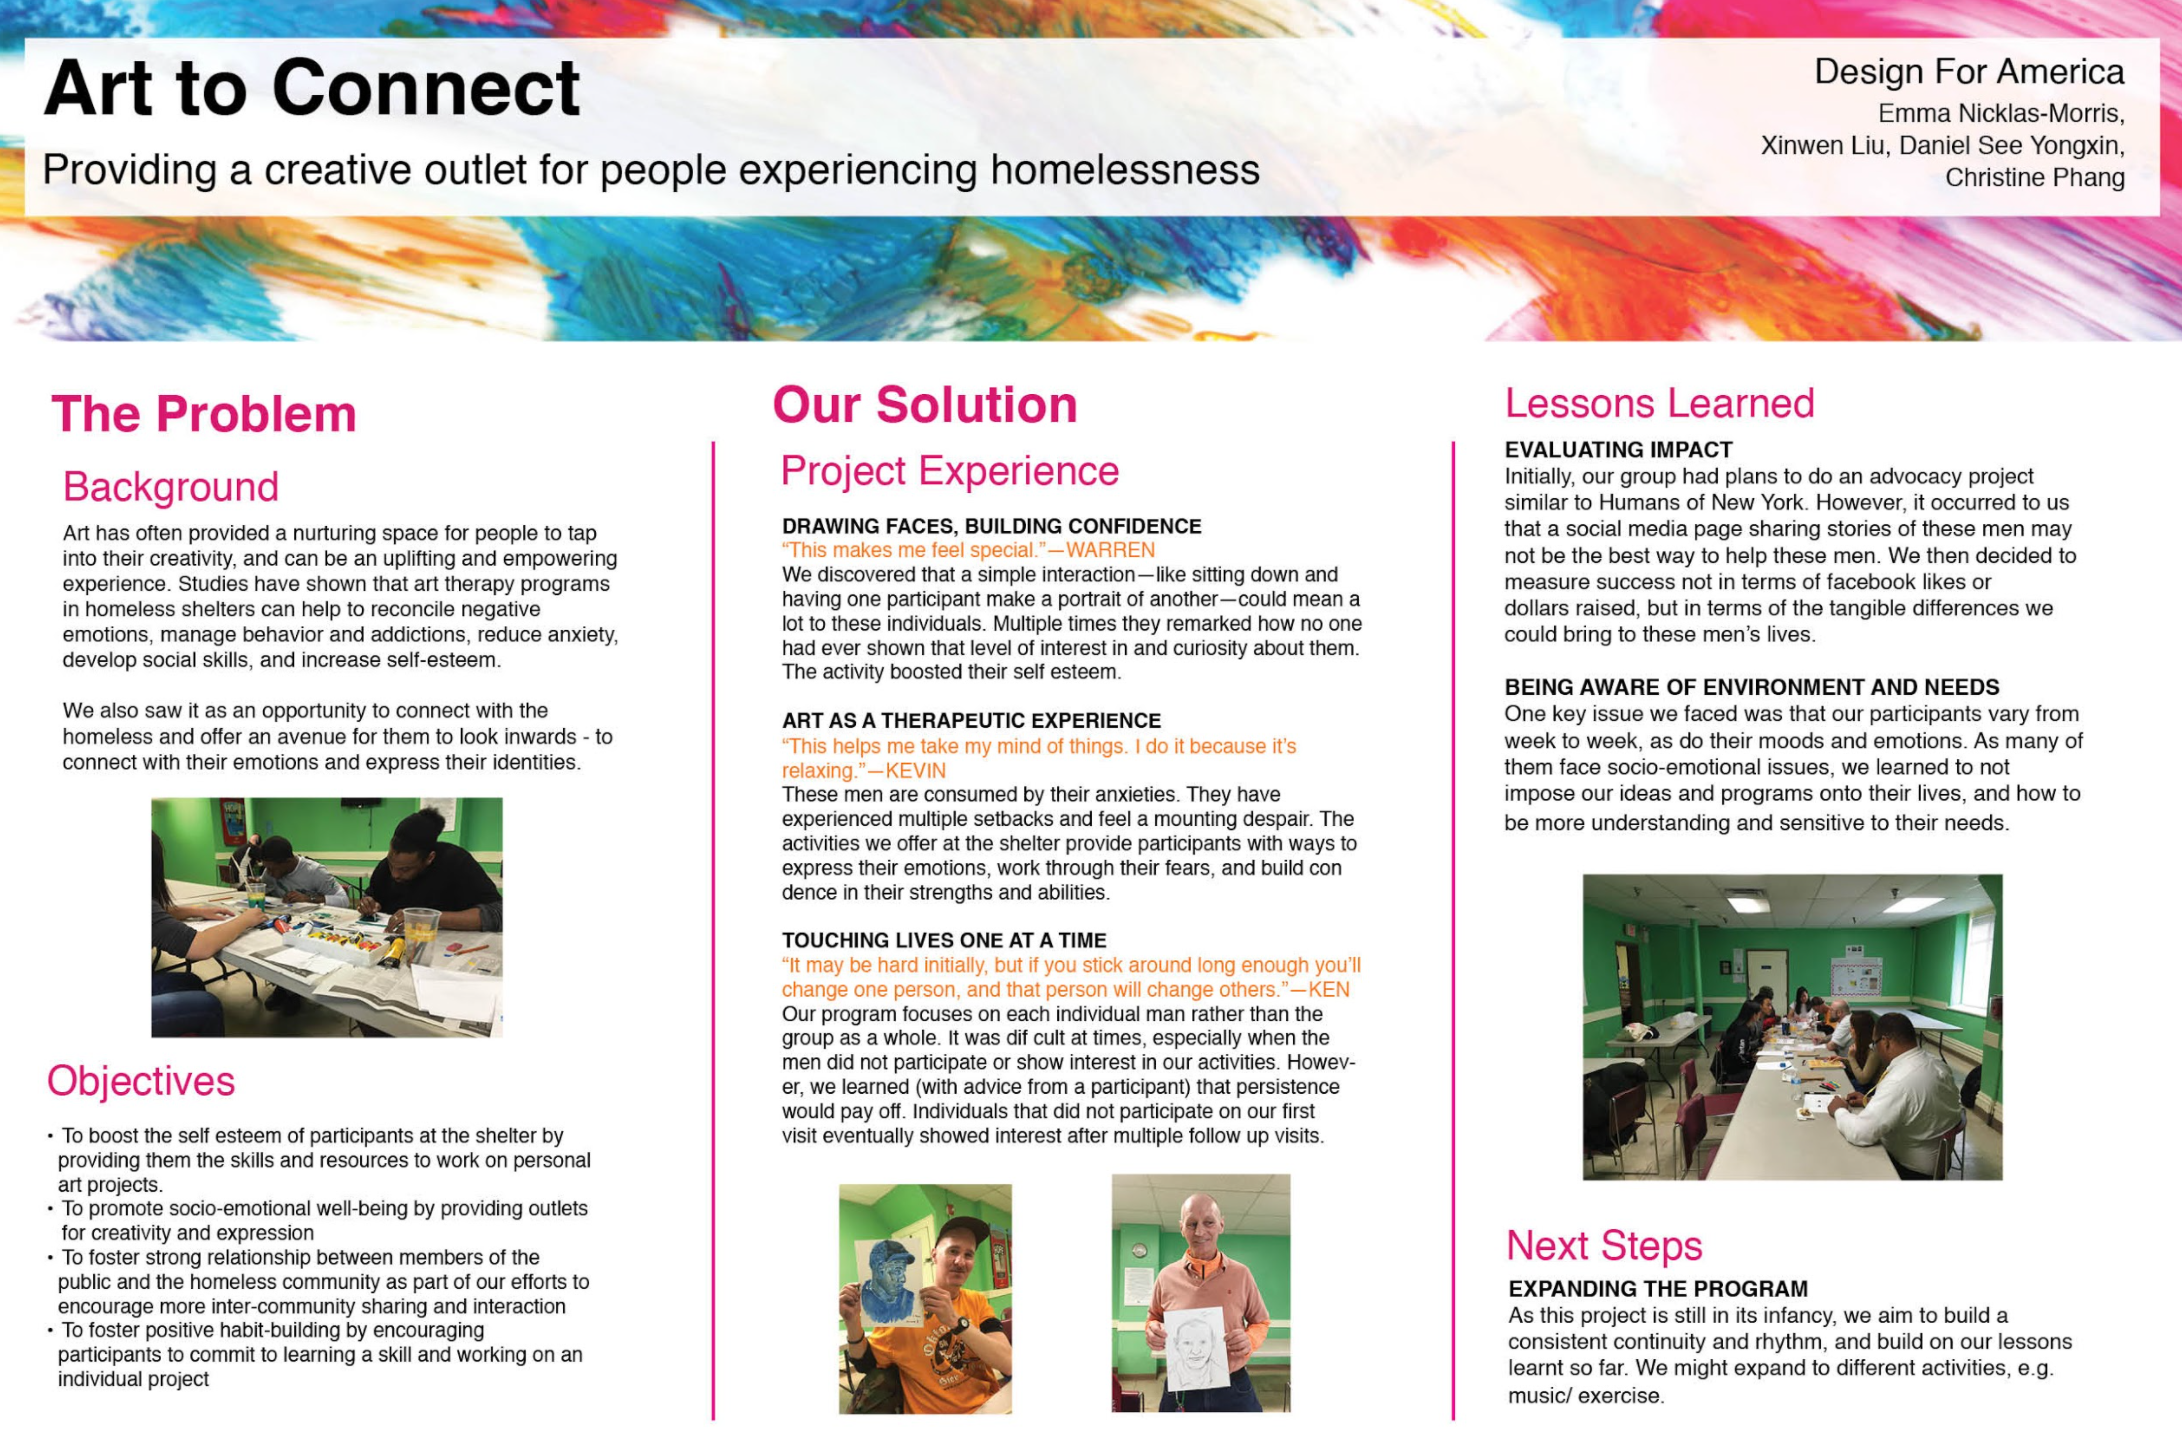 Art to Connect
Providing a creative outlet for people experiencing homelessness
Design For America
Emma Nicklas-Morris,
Xinwen Liu, Daniel See Yongxin,
Christine Phang
The Problem
Background
Art has often provided a nurturing space for people to tap
into their creativity, and can be an uplifting and empowering
experience. Studies have shown that art therapy programs
in homeless shelters can help to reconcile negative
emotions, manage behavior and addictions, reduce anxiety,
develop social skills, and increase self-esteem.
We also saw it as an opportunity to connect with the
homeless and offer an avenue for them to look inwards - to
connect with their emotions and express their identities.
Objectives
• To boost the self esteem of participants at the shelter by
providing them the skills and resources to work on personal
art projects.
• To promote socio-emotional well-being by providing outlets
for creativity and expression
• To foster strong relationship between members of the
public and the homeless community as part of our efforts to
encourage more inter-community sharing and interaction
• To foster positive habit-building by encouraging
participants to commit to learning a skill and working on an
individual project
Our Solution
Project Experience
DRAWING FACES, BUILDING CONFIDENCE
“This makes me feel special.”—WARREN
We discovered that a simple interaction—like sitting down and
having one participant make a portrait of another—could mean a
lot to these individuals. Multiple times they remarked how no one
had ever shown that level of interest in and curiosity about them.
The activity boosted their self esteem.
ART AS A THERAPEUTIC EXPERIENCE
“This helps me take my mind of things. I do it because it’s
relaxing.”—KEVIN
These men are consumed by their anxieties. They have
experienced multiple setbacks and feel a mounting despair. The
activities we offer at the shelter provide participants with ways to
express their emotions, work through their fears, and build con
dence in their strengths and abilities.
TOUCHING LIVES ONE AT A TIME
“It may be hard initially, but if you stick around long enough you’ll
change one person, and that person will change others.”—KEN
Our program focuses on each individual man rather than the
group as a whole. It was dif cult at times, especially when the
men did not participate or show interest in our activities. Howev-
er, we learned (with advice from a participant) that persistence
would pay off. Individuals that did not participate on our first
visit eventually showed interest after multiple follow up visits.
Lessons Learned
EVALUATING IMPACT
Initially, our group had plans to do an advocacy project
similar to Humans of New York. However, it occurred to us
that a social media page sharing stories of these men may
not be the best way to help these men. We then decided to
measure success not in terms of facebook likes or
dollars raised, but in terms of the tangible differences we
could bring to these men’s lives.
BEING AWARE OF ENVIRONMENT AND NEEDS
One key issue we faced was that our participants vary from
week to week, as do their moods and emotions. As many of
them face socio-emotional issues, we learned to not
impose our ideas and programs onto their lives, and how to
be more understanding and sensitive to their needs.
Next Steps
EXPANDING THE PROGRAM
As this project is still in its infancy, we aim to build a
consistent continuity and rhythm, and build on our lessons
learnt so far. We might expand to different activities, e.g.
music/ exercise.